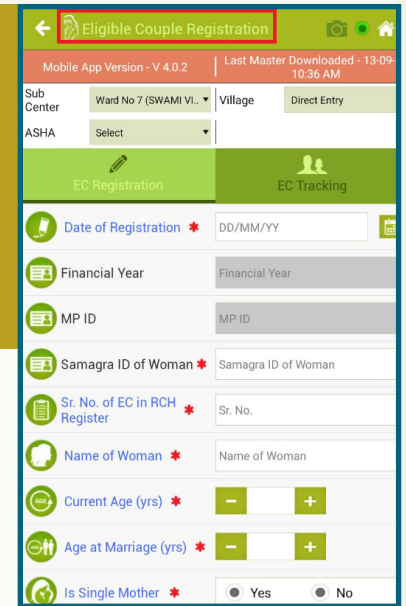 Eligible Couple Registration
Mobile App Version - V 4.0.2
Last Master Downloaded - 13-09-
10:36 AM
Sub
Center
Ward No 7 (SWAMI VI..
Village
Direct Entry
ASHA
Select
EC Registration
EC Tracking
Date of Registration *
DD/MM/YY
Financial Year
Financial Year
MP ID
MP ID
Samagra ID of Woman *
Samagra ID of Woman
Sr. No. of EC in RCH
Register *
Sr. No.
Name of Woman *
Name of Woman
AGE
Current Age (yrs) *
- +
AGE
Age at Marriage (yrs) *
- +
Is Single Mother *
Yes No